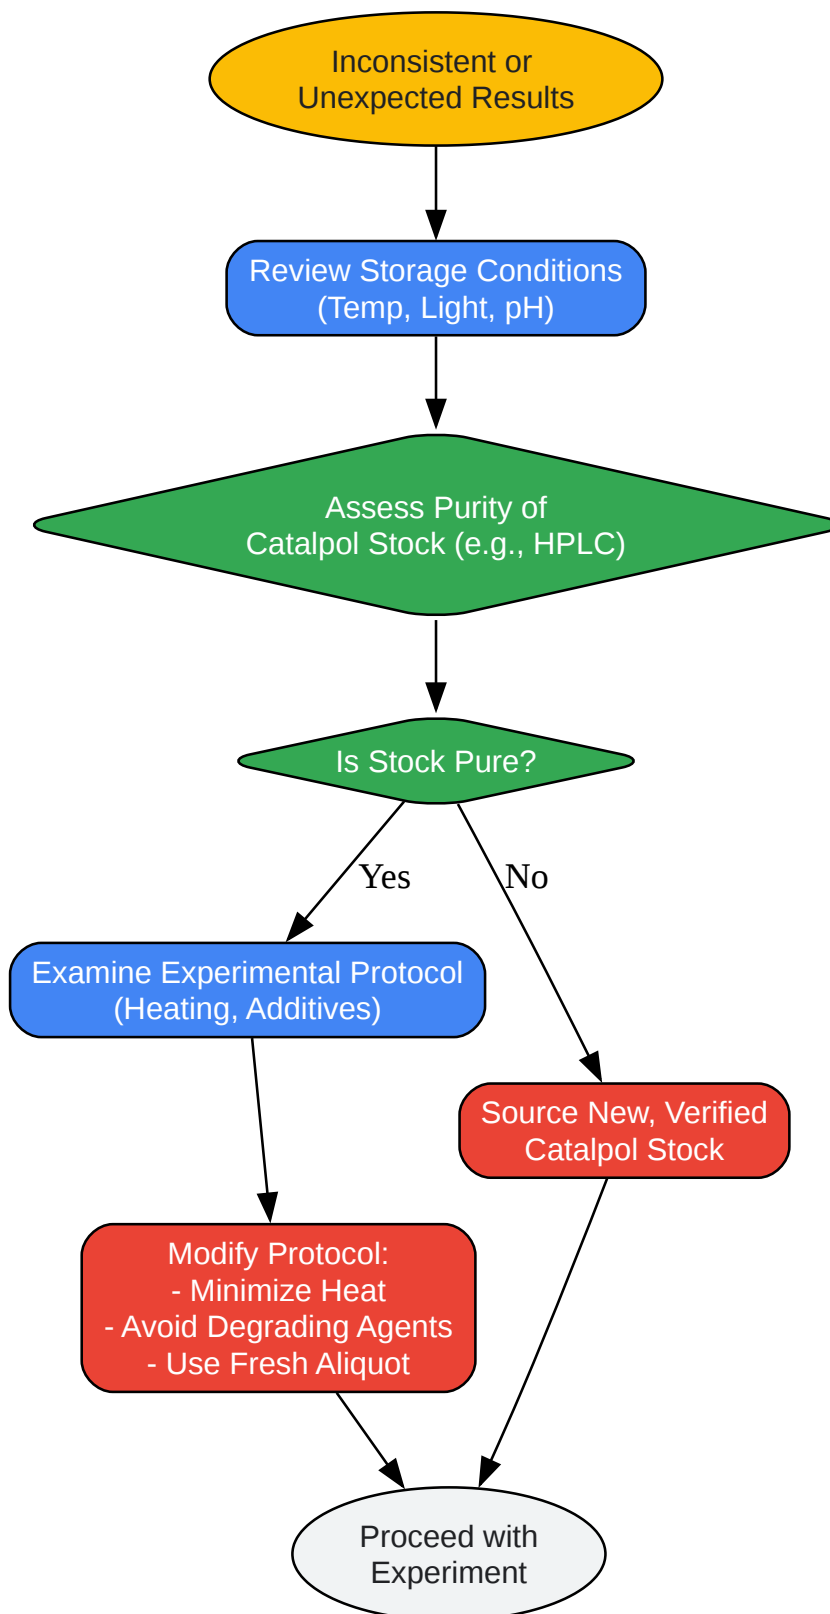 Inconsistent or
Unexpected Results
Review Storage Conditions
(Temp, Light, pH)
Assess Purity of
Catalpol Stock (e.g., HPLC)
Is Stock Pure?
Yes
No
Examine Experimental Protocol
(Heating, Additives)
Source New, Verified
Catalpol Stock
Modify Protocol:
- Minimize Heat
- Avoid Degrading Agents
- Use Fresh Aliquot
Proceed with
Experiment